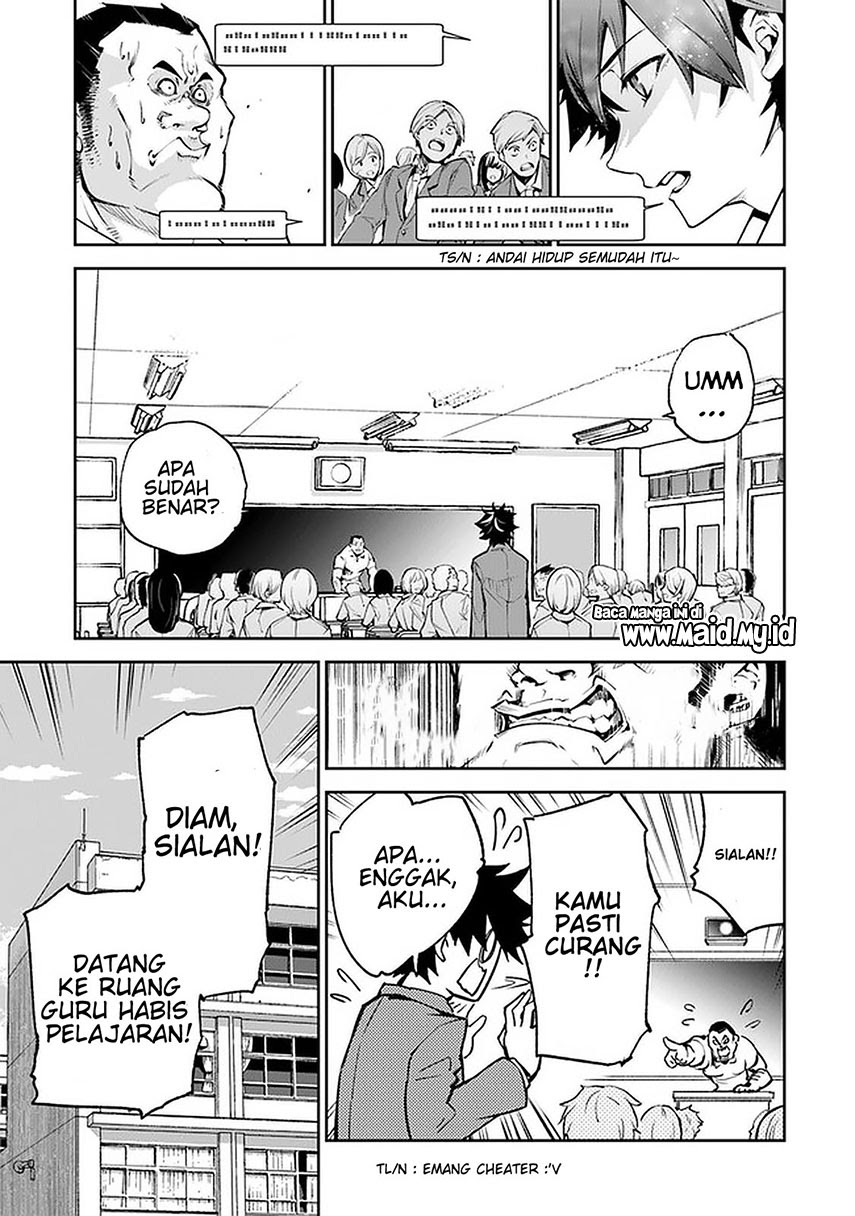 TS/N : ANDAI HIDUP SEMUDAH ITU~
UMM
...
APA
SUDAH
BENAR?
Baca Manga ini di
www.Maid.My.id
SIALAN!!
KAMU
PASTI
CURANG
!!
APA...
ENGGAK,
AKU...
DIAM,
SIALAN!
DATANG
KE RUANG
GURU HABIS
PELAJARAN!
TL/N : EMANG CHEATER :'V